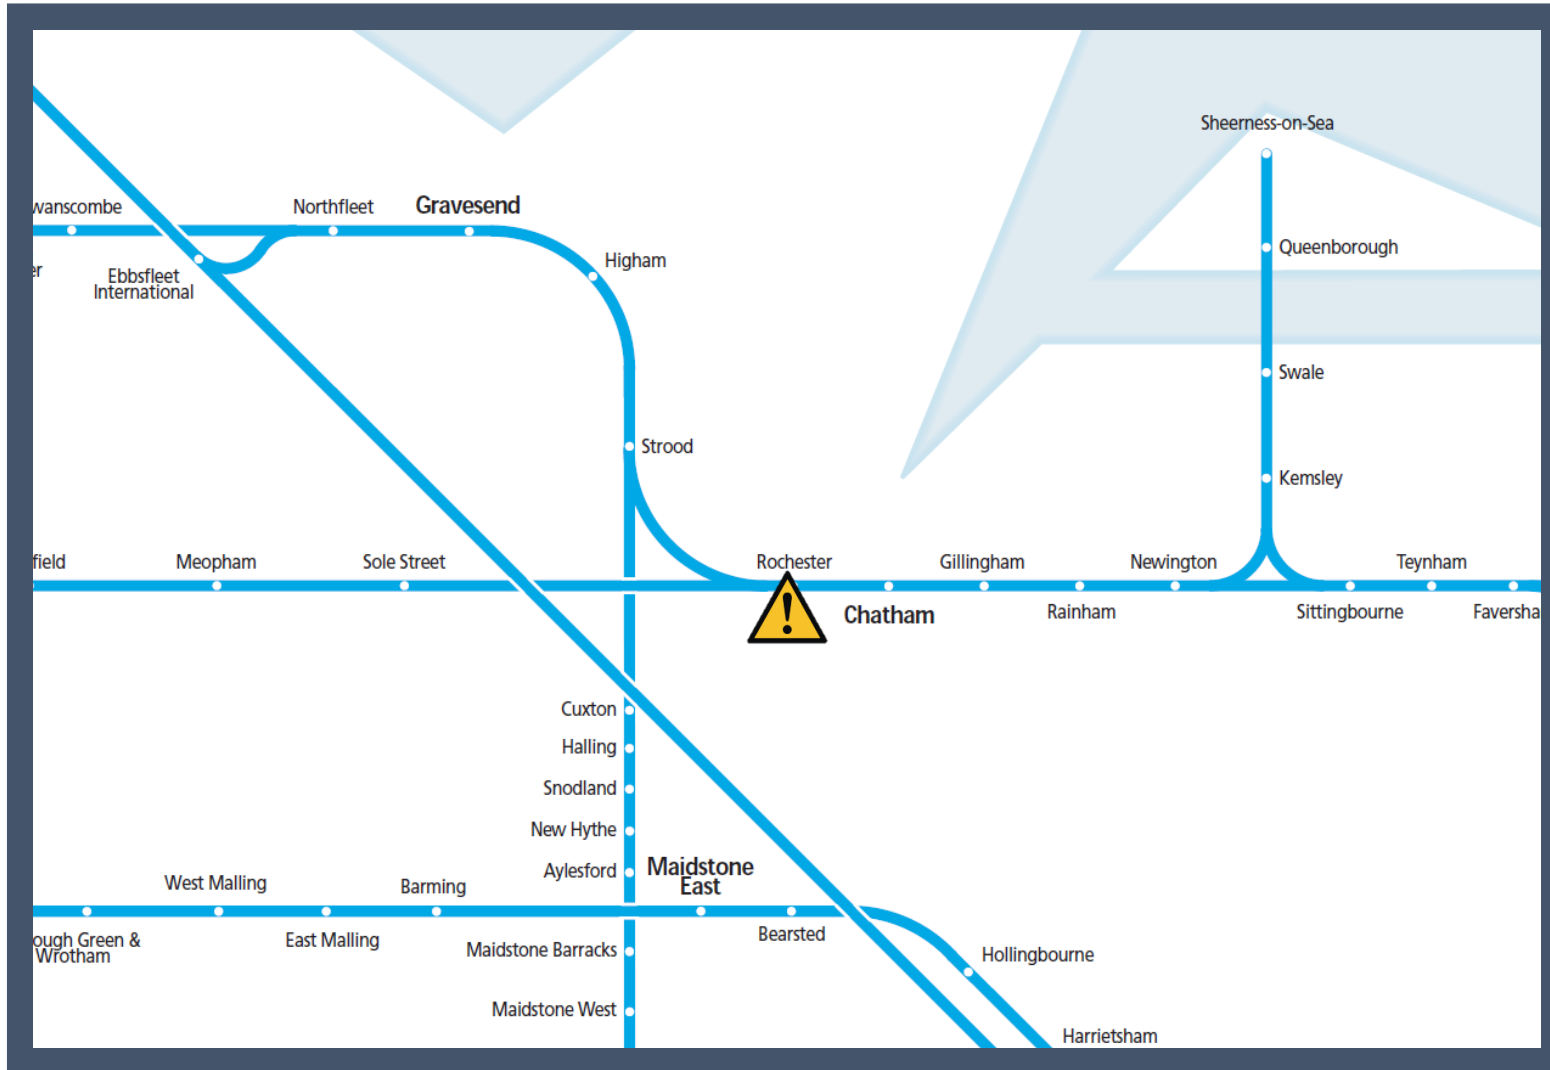 Sheerness-on-Sea
wanscombe
Northfleet
Gravesend
Queenborough
Higham
er
Ebbsfleet
International
Swale
Strood
Kemsley
field
Meopham
Sole Street
Rochester
Gillingham
Newington
Teynham
!
Chatham
Rainham
Sittingbourne
Faversha
Cuxton
Halling
Snodland
New Hythe
Aylesford
Maidstone
East
West Malling
Barming
ough Green &
Wrotham
East Malling
Bearsted
Maidstone Barracks
Hollingbourne
Maidstone West
Harrietsham